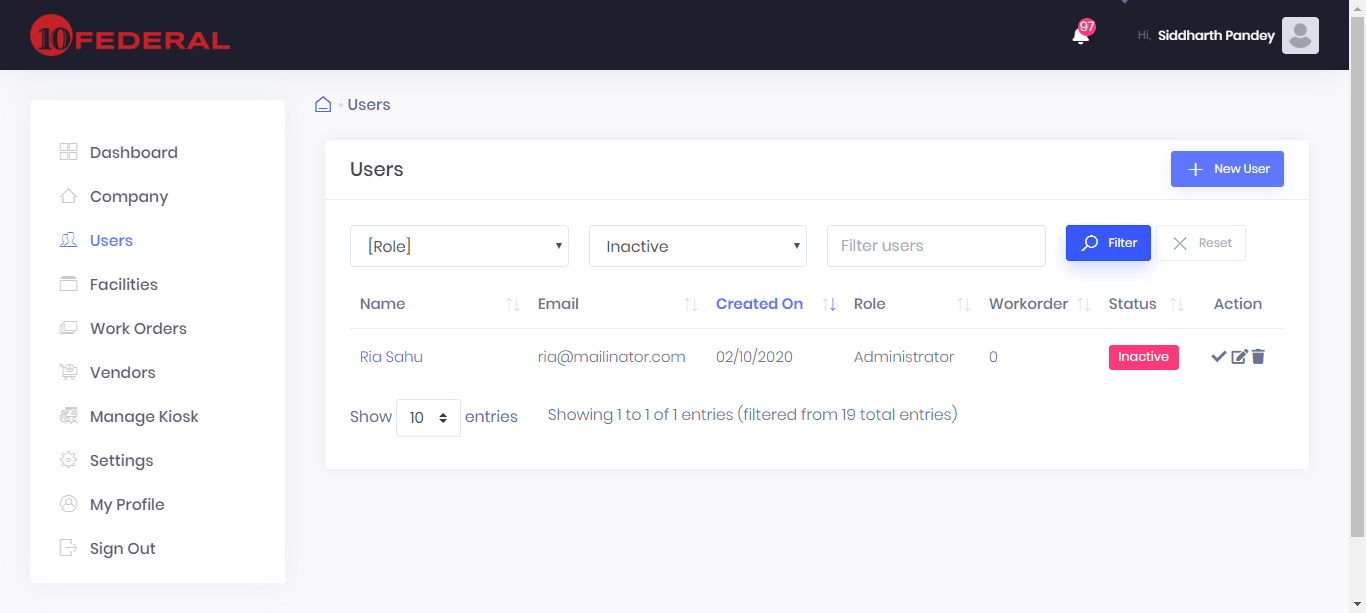 10 FEDERAL
97
Hi, Siddharth Pandey
Dashboard
Company
Users
Facilities
Work Orders
Vendors
Manage Kiosk
Settings
My Profile
Sign Out
Users
Users
New User
[Role]
Inactive
Filter users
Filter
Reset
Name Email Created On Role Workorder Status Action
Ria Sahu ria@mailinator.com 02/10/2020 Administrator 0 Inactive
Show 10 entries Showing 1 to 1 of 1 entries (filtered from 19 total entries)